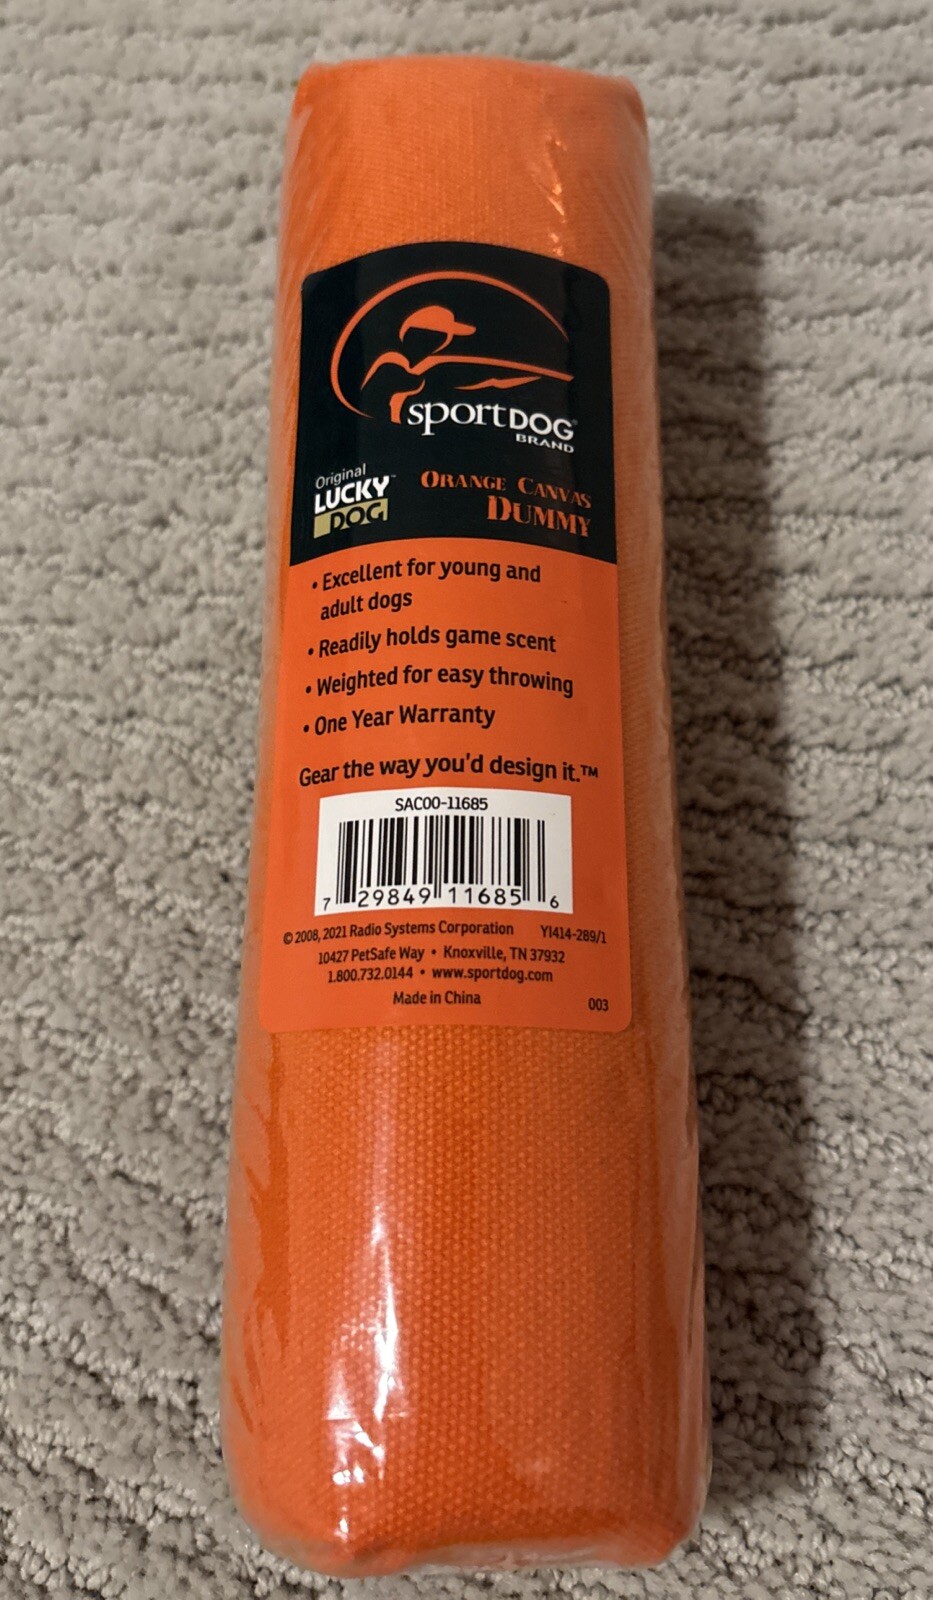 sportDOG®
BRAND
Original
LUCKY™
DOG
ORANGE CANVAS
DUMMY
• Excellent for young and
adult dogs
• Readily holds game scent
• Weighted for easy throwing
• One Year Warranty
Gear the way you'd design it.™
SAC00-11685
7 29849 11685 6
© 2008, 2021 Radio Systems Corporation YI414-289/1
10427 PetSafe Way • Knoxville, TN 37932
1.800.732.0144 • www.sportdog.com
Made in China 003